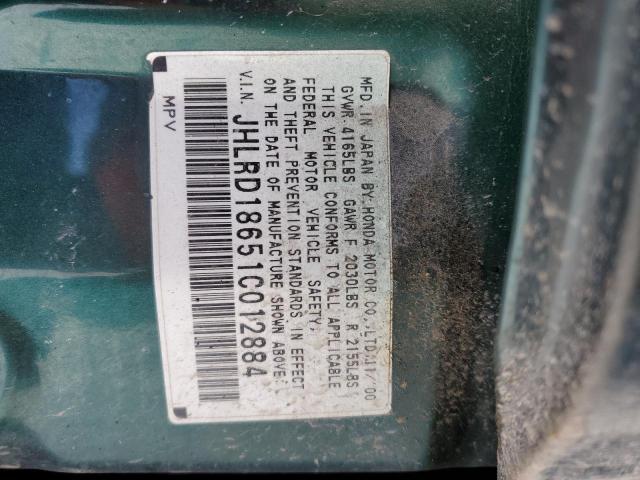 MFD. IN JAPAN BY: HONDA MOTOR CO., LTD. 11/'00
GVWR 4165LBS GAWR F 2030LBS R 2155LBS
THIS VEHICLE CONFORMS TO ALL APPLICABLE
FEDERAL MOTOR VEHICLE SAFETY,
AND THEFT PREVENTION STANDARDS IN EFFECT
ON THE DATE OF MANUFACTURE SHOWN ABOVE.
V.I.N. JHLRD18651C012884
MPV